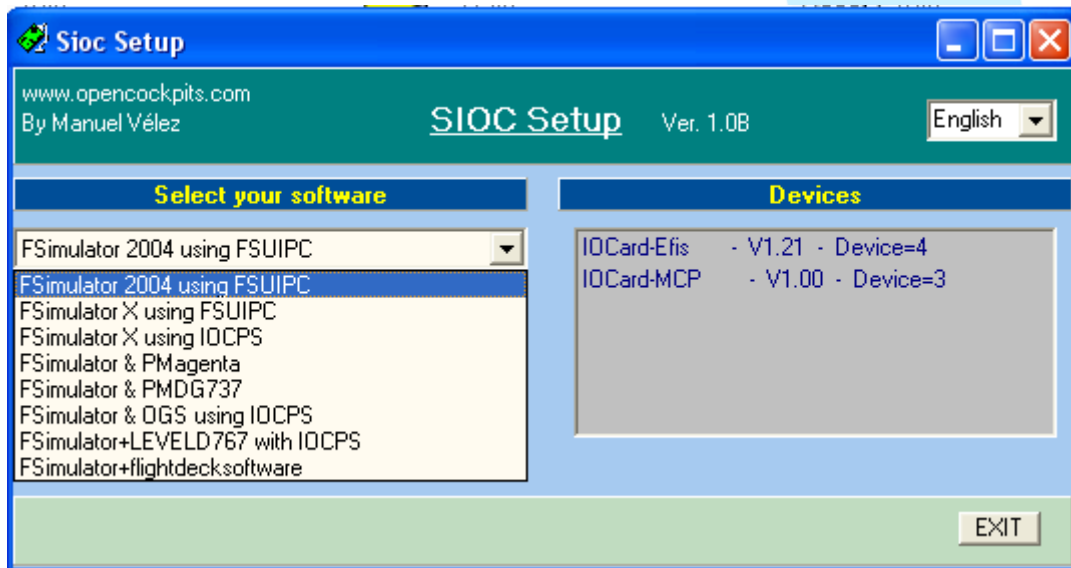 Sioc Setup
www.opencockpits.com
By Manuel Vélez
SIOC Setup Ver. 1.0B
English
Select your software
FSimulator 2004 using FSUIPC
FSimulator 2004 using FSUIPC
FSimulator X using FSUIPC
FSimulator X using IOCPS
FSimulator & PMagenta
FSimulator & PMDG737
FSimulator & OGS using IOCPS
FSimulator+LEVELD767 with IOCPS
FSimulator+flightdecksoftware
Devices
IOCard-Efis - V1.21 - Device=4
IOCard-MCP - V1.00 - Device=3
EXIT